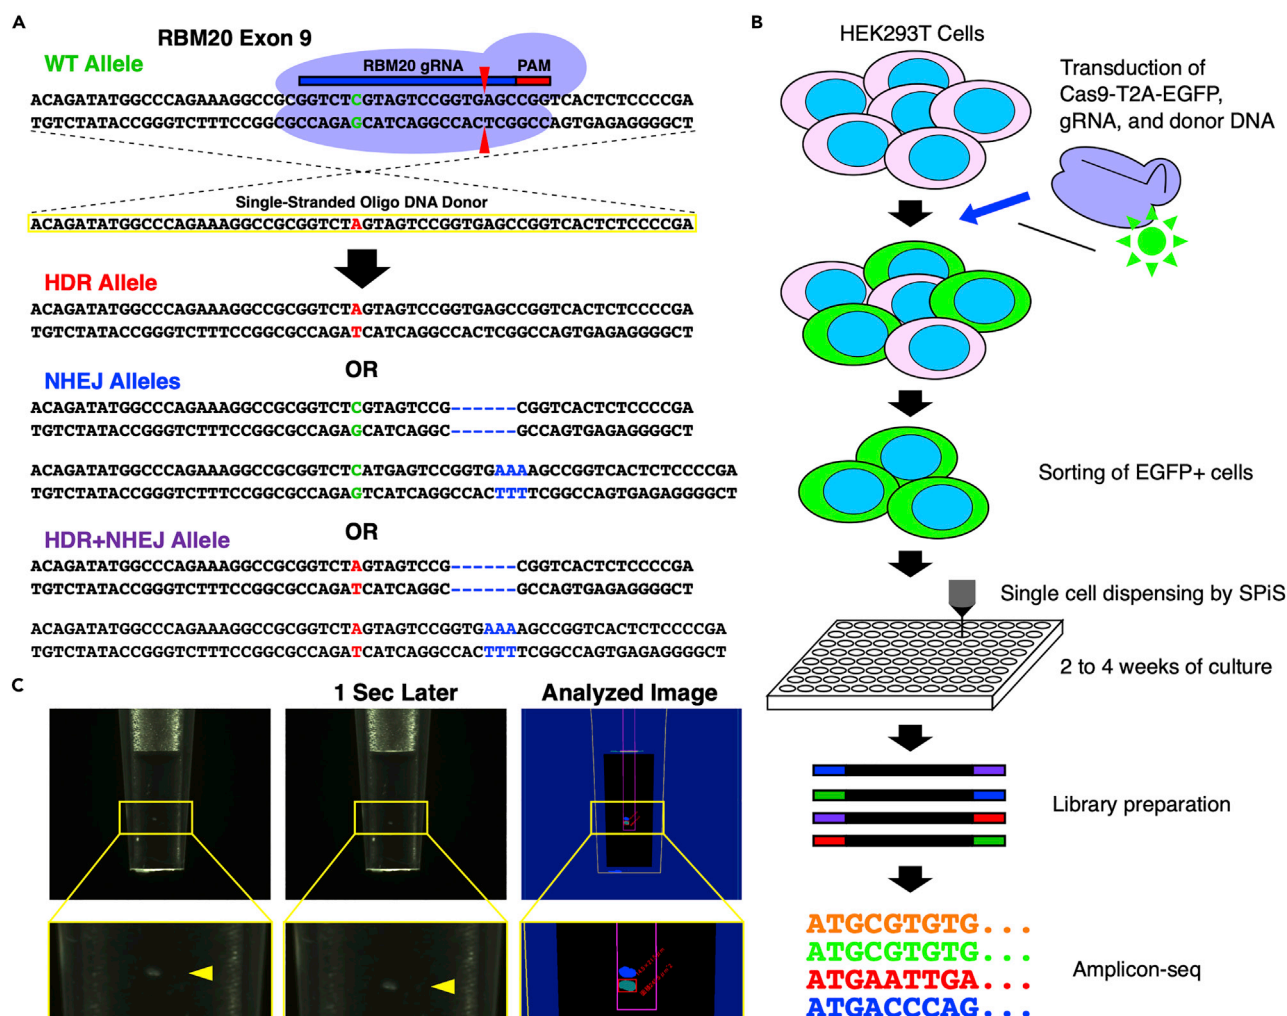 A
RBM20 Exon 9
WT Allele
RBM20 gRNA
PAM
ACAGATATGGCCCAGAAAGGCCGCGGTCTCGTAGTCCGGTGAGCCGGTCACTCTCCCCGA
TGTCTATACCGGGTCTTTCCGGCGCCAGAGCATCAGGCCACTCGGCCAGTGAGAGGGGCT
Single-Stranded Oligo DNA Donor
ACAGATATGGCCCAGAAAGGCCGCGGTCTAGTAGTCCGGTGAGCCGGTCACTCTCCCCGA
HDR Allele
ACAGATATGGCCCAGAAAGGCCGCGGTCTAGTAGTCCGGTGAGCCGGTCACTCTCCCCGA
TGTCTATACCGGGTCTTTCCGGCGCCAGATCATCAGGCCACTCGGCCAGTGAGAGGGGCT
OR
NHEJ Alleles
ACAGATATGGCCCAGAAAGGCCGCGGTCTCGTAGTCCG------CGGTCACTCTCCCCGA
TGTCTATACCGGGTCTTTCCGGCGCCAGAGCATCAGGC------GCCAGTGAGAGGGGCT
ACAGATATGGCCCAGAAAGGCCGCGGTCTCATGAGTCCGGTGAAAAGCCGGTCACTCTCCCCGA
TGTCTATACCGGGTCTTTCCGGCGCCAGAGTCATCAGGCCACTTTTCGGCCAGTGAGAGGGGCT
OR
HDR+NHEJ Allele
ACAGATATGGCCCAGAAAGGCCGCGGTCTAGTAGTCCG------CGGTCACTCTCCCCGA
TGTCTATACCGGGTCTTTCCGGCGCCAGATCATCAGGC------GCCAGTGAGAGGGGCT
ACAGATATGGCCCAGAAAGGCCGCGGTCTAGTAGTCCGGTGAAAAGCCGGTCACTCTCCCCGA
TGTCTATACCGGGTCTTTCCGGCGCCAGATCATCAGGCCACTTTTCGGCCAGTGAGAGGGGCT
B
HEK293T Cells
Transduction of
Cas9-T2A-EGFP,
gRNA, and donor DNA
Sorting of EGFP+ cells
Single cell dispensing by SPiS
2 to 4 weeks of culture
Library preparation
ATGCGTGTG...
ATGCGTGTG...
ATGAATTGA...
ATGACCCAG...
Amplicon-seq
C
1 Sec Later
Analyzed Image